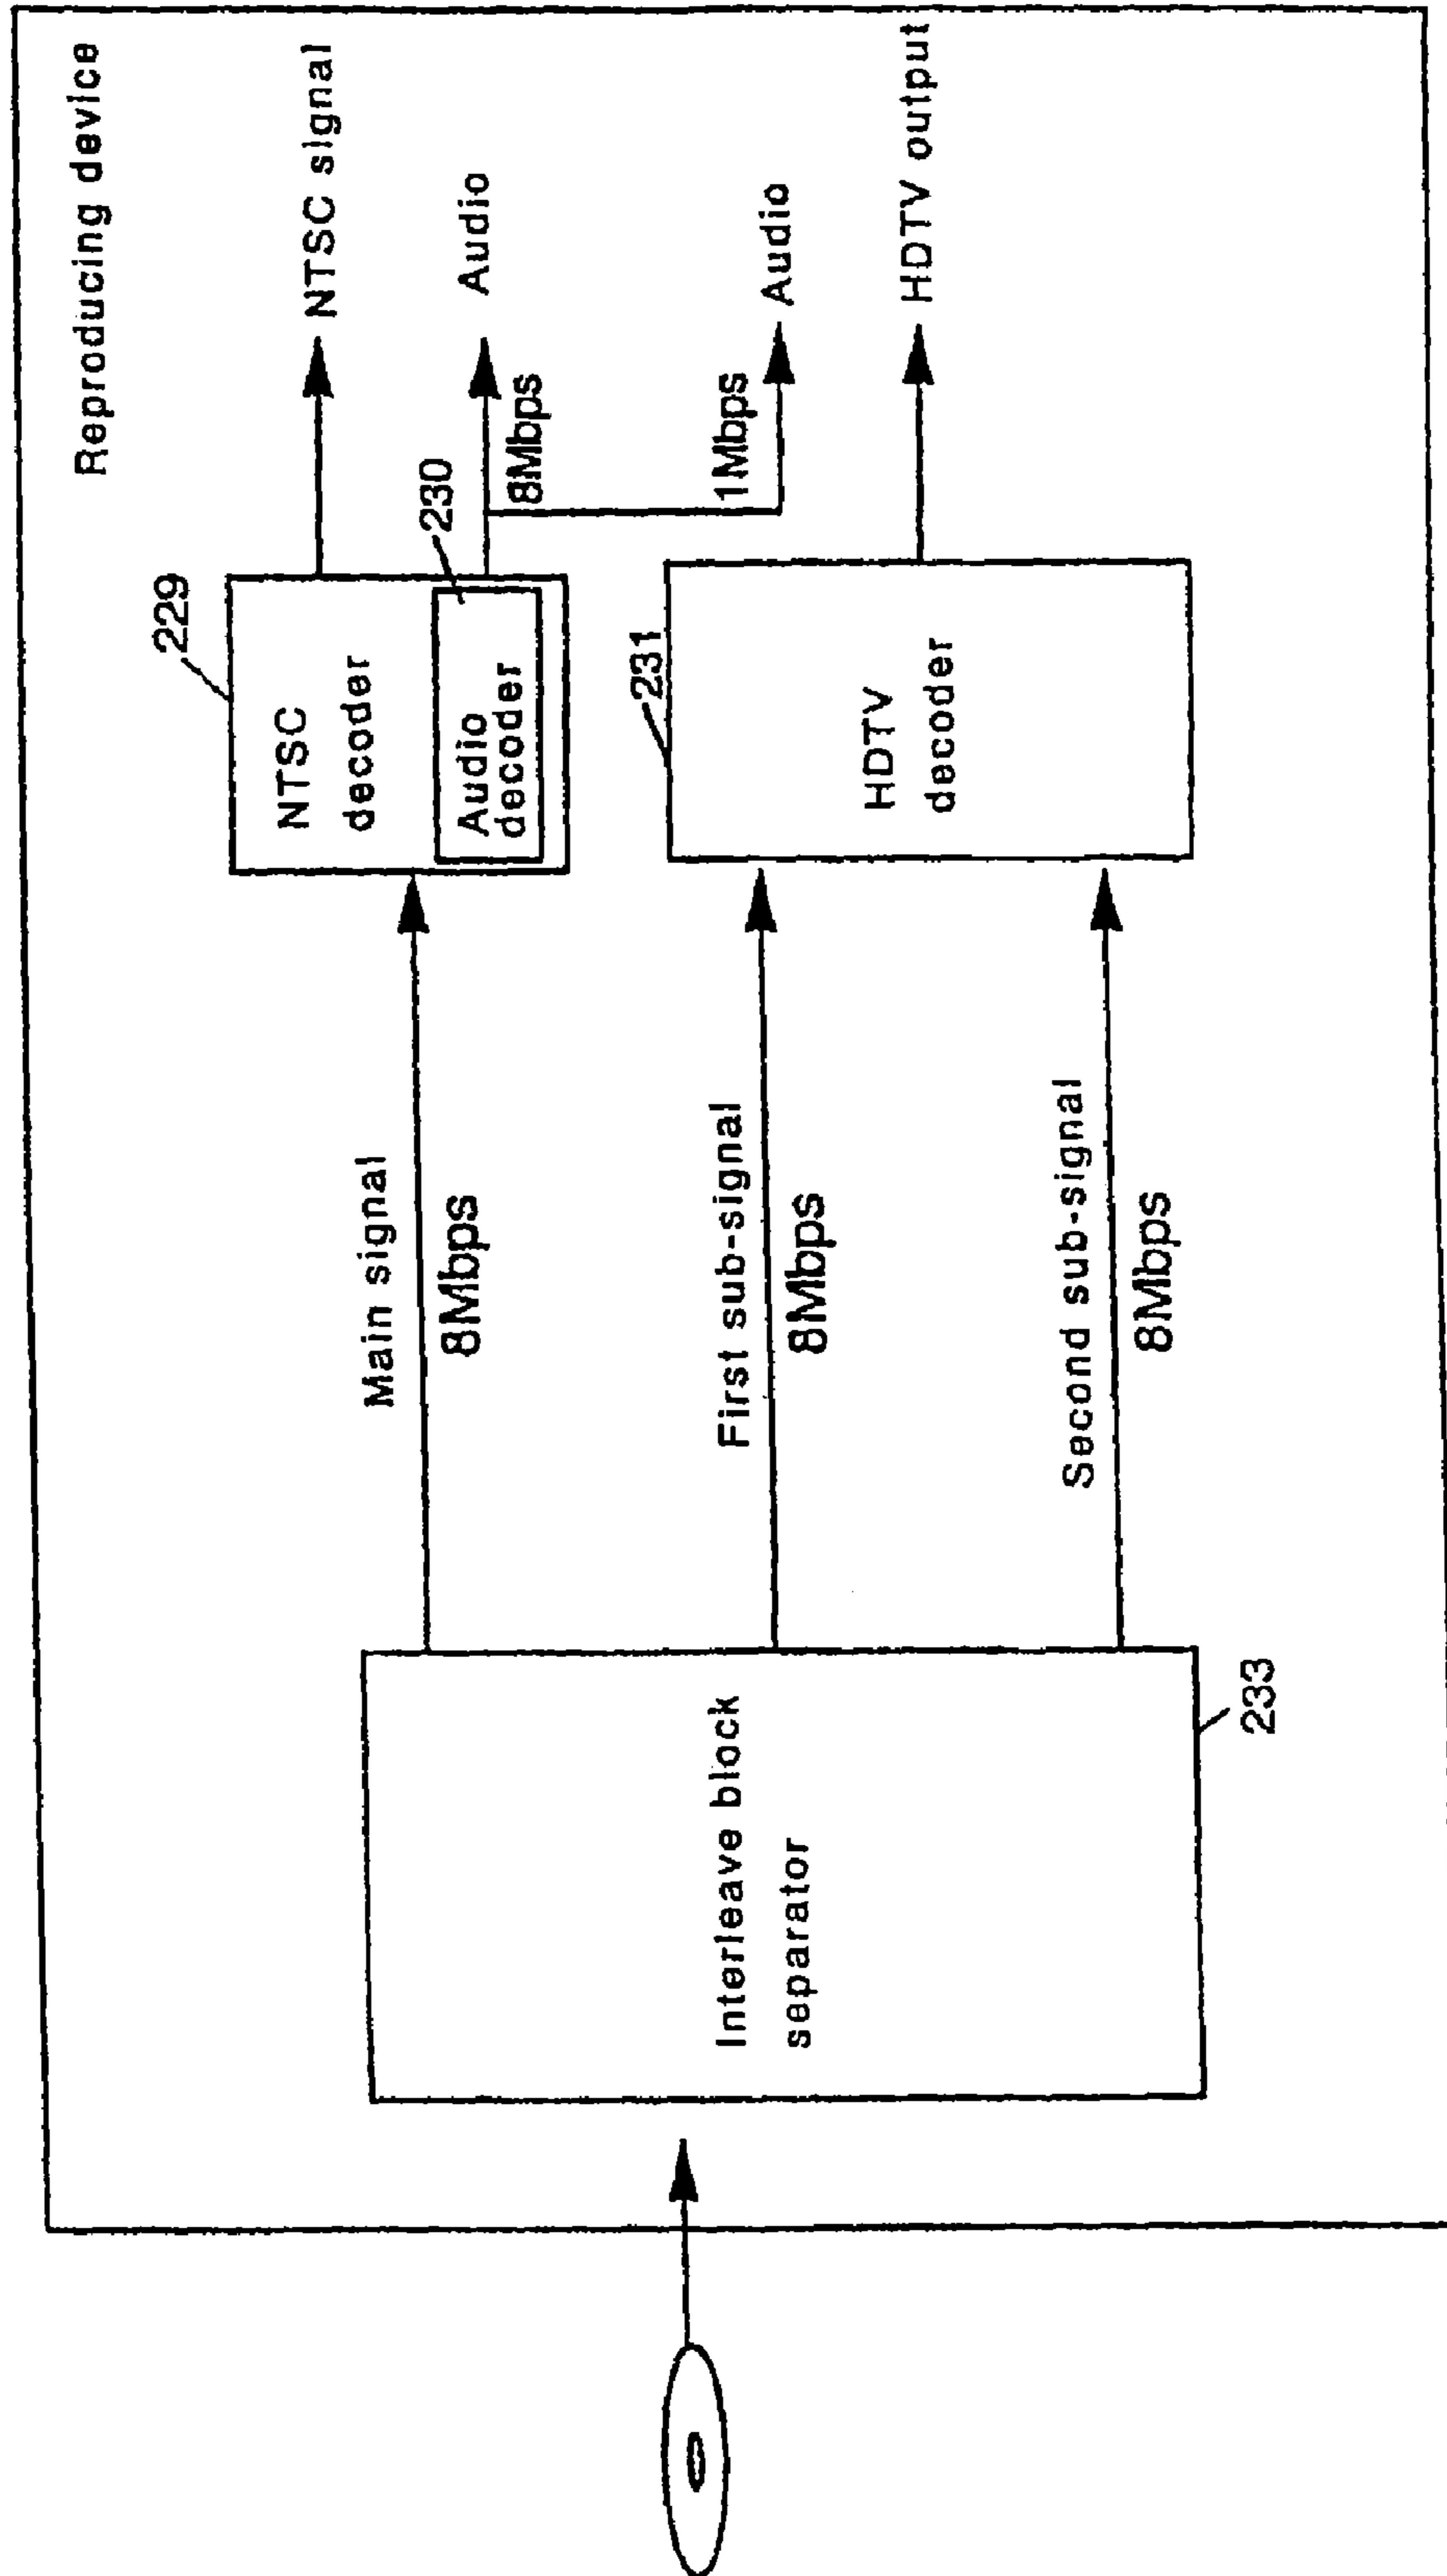 Reproducing device
229
NTSC
decoder
NTSC signal
230
Audio
decoder
Audio
8Mbps
1Mbps
Audio
Main signal
8Mbps
Interleave block
separator
First sub-signal
8Mbps
231
HDTV
decoder
HDTV output
Second sub-signal
8Mbps
233